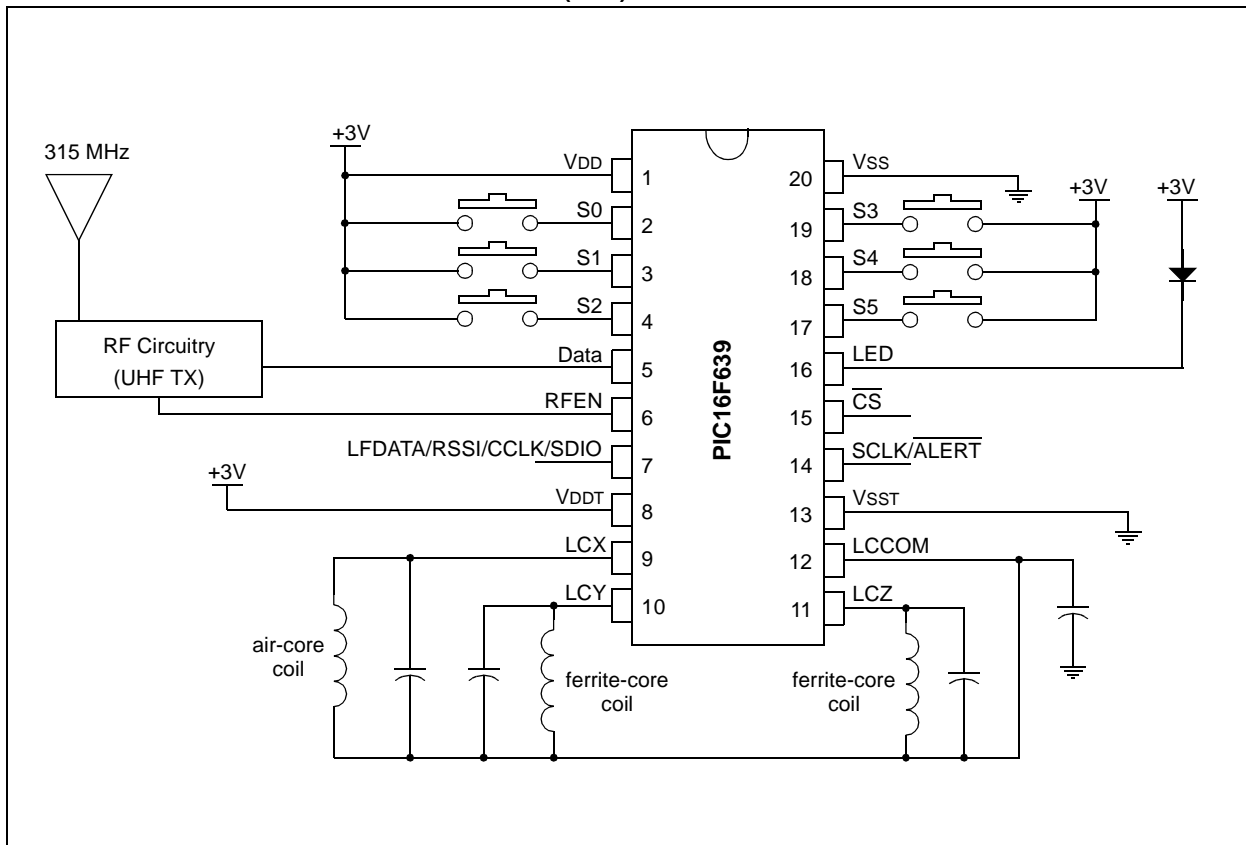 315 MHz
+3V
VDD
1
S0
2
S1
3
S2
4
Data
5
RFEN
6
LFDATA/RSSI/CCLK/SDIO
7
+3V
VDDT
8
LCX
9
LCY
10
RF Circuitry
(UHF TX)
PIC16F639
VSS
20
S3
19
S4
18
S5
17
LED
16
CS
15
SCLK/ALERT
14
VSST
13
LCCOM
12
LCZ
11
+3V
+3V
air-core
coil
ferrite-core
coil
ferrite-core
coil